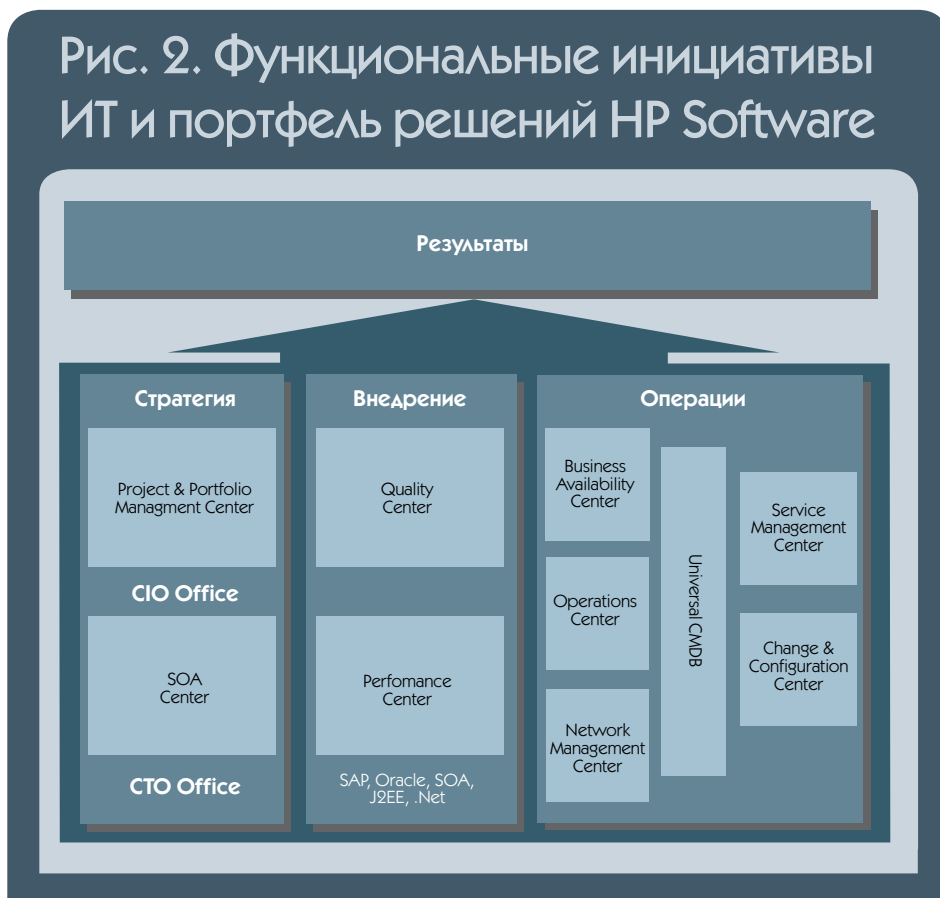 Рис. 2. Функциональные инициативы
ИТ и портфель решений HP Software
Результаты
Стратегия
Project & Portfolio
Managment Center
CIO Office
SOA
Center
CTO Office
Внедрение
Quality
Center
Perfomance
Center
SAP, Oracle, SOA,
J2EE, .Net
Операции
Business
Availability
Center
Operations
Center
Network
Management
Center
Universal CMDB
Service
Management
Center
Change &
Configuration
Center